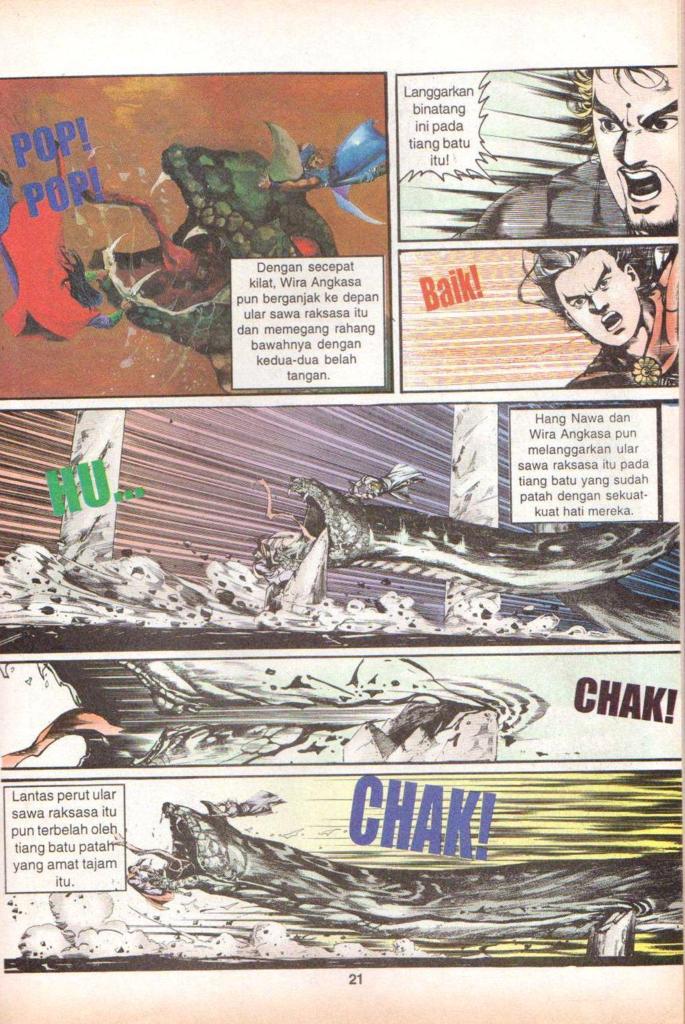 POP!
POP!
Dengan secepat
kilat, Wira Angkasa
pun berganjak ke depan
ular sawa raksasa itu
dan memegang rahang
bawahnya dengan
kedua-dua belah
tangan.
Langgarkan
binatang
ini pada
tiang batu
itu!
Baik!
HU...
Hang Nawa dan
Wira Angkasa pun
melanggarkan ular
sawa raksasa itu pada
tiang batu yang sudah
patah dengan sekuat-
kuat hati mereka.
CHAK!
Lantas perut ular
sawa raksasa itu
pun terbelah oleh
tiang batu patah
yang amat tajam
itu.
CHAK!
21